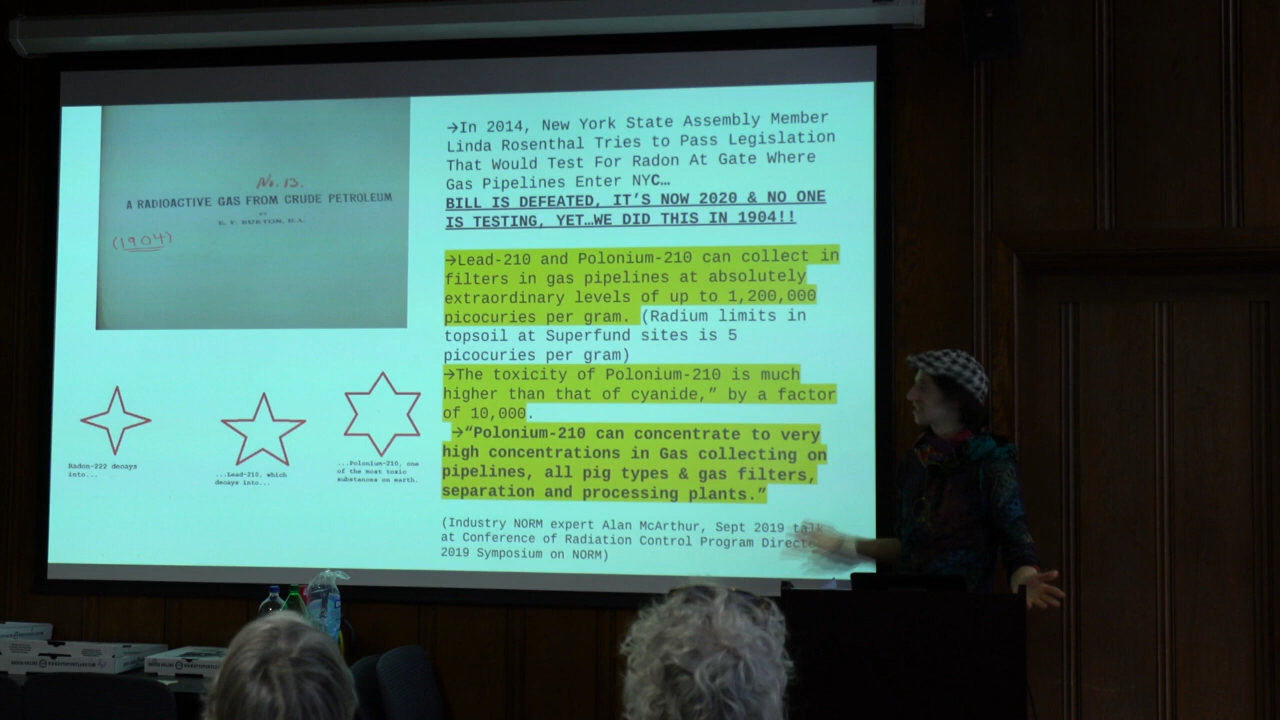 No. 13.
A RADIOACTIVE GAS FROM CRUDE PETROLEUM
BY
E. F. BURTON, B.A.
(1904)
Radon-222 decays
into...
...Lead-210, which
decays into...
...Polonium-210, one
of the most toxic
substances on earth.
→In 2014, New York State Assembly Member
Linda Rosenthal Tries to Pass Legislation
That Would Test For Radon At Gate Where
Gas Pipelines Enter NYC…
BILL IS DEFEATED, IT’S NOW 2020 & NO ONE
IS TESTING, YET…WE DID THIS IN 1904!!
→Lead-210 and Polonium-210 can collect in
filters in gas pipelines at absolutely
extraordinary levels of up to 1,200,000
picocuries per gram. (Radium limits in
topsoil at Superfund sites is 5
picocuries per gram)
→The toxicity of Polonium-210 is much
higher than that of cyanide,” by a factor
of 10,000.
→“Polonium-210 can concentrate to very
high concentrations in Gas collecting on
pipelines, all pig types & gas filters,
separation and processing plants.”
(Industry NORM expert Alan McArthur, Sept 2019 talk
at Conference of Radiation Control Program
2019 Symposium on NORM)